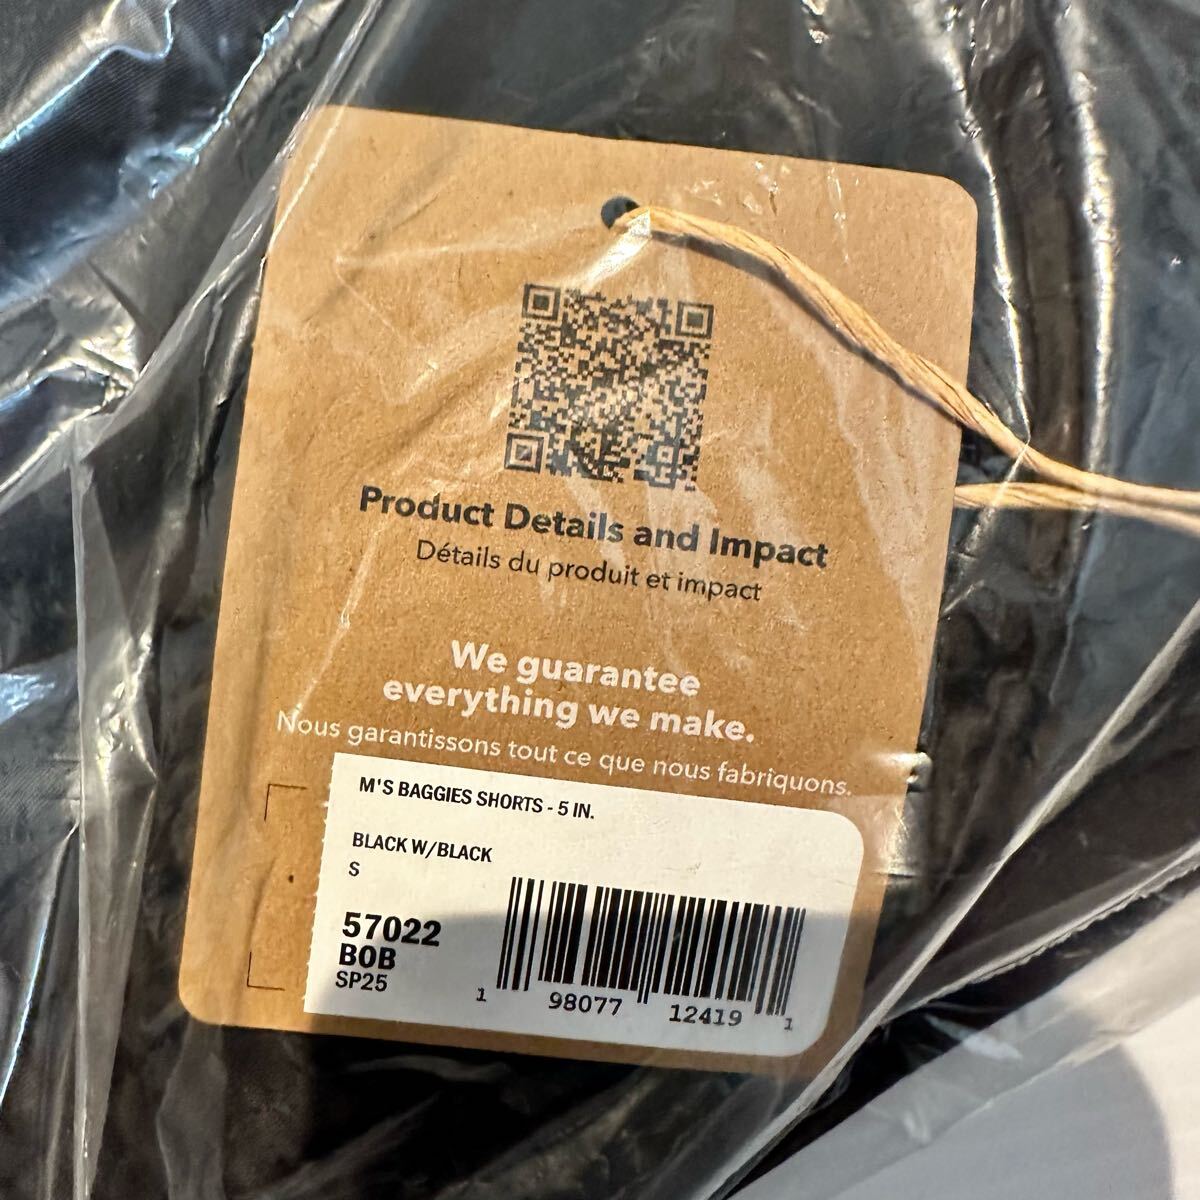 Product Details and Impact
Détails du produit et impact
We guarantee
everything we make.
Nous garantissons tout ce que nous fabriquons.
M'S BAGGIES SHORTS - 5 IN.
BLACK W/BLACK
S
57022
BOB
SP25
1 98077 12419 1